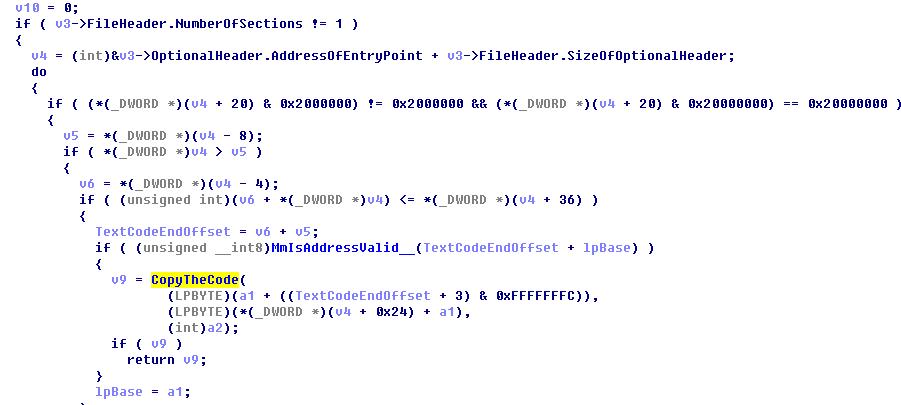 v10 = 0;
if ( v3->FileHeader.NumberOfSections != 1 )
{
v4 = (int)&v3->OptionalHeader.AddressOfEntryPoint + v3->FileHeader.SizeOfOptionalHeader;
do
{
if ( (*(_DWORD *)(v4 + 20) & 0x2000000) != 0x2000000 && (*(_DWORD *)(v4 + 20) & 0x20000000) == 0x20000000 )
{
v5 = *(_DWORD *)(v4 - 8);
if ( *(_DWORD *)v4 > v5 )
{
v6 = *(_DWORD *)(v4 - 4);
if ( (unsigned int)(v6 + *(_DWORD *)v4) <= *(_DWORD *)(v4 + 36) )
{
TextCodeEndOffset = v6 + v5;
if ( (unsigned __int8)MmIsAddressValid__(TextCodeEndOffset + lpBase) )
{
v9 = CopyTheCode(
(LPBYTE)(a1 + ((TextCodeEndOffset + 3) & 0xFFFFFFFC)),
(LPBYTE)(*(_DWORD *)(v4 + 0x24) + a1),
(int)a2);
if ( v9 )
return v9;
}
lpBase = a1;